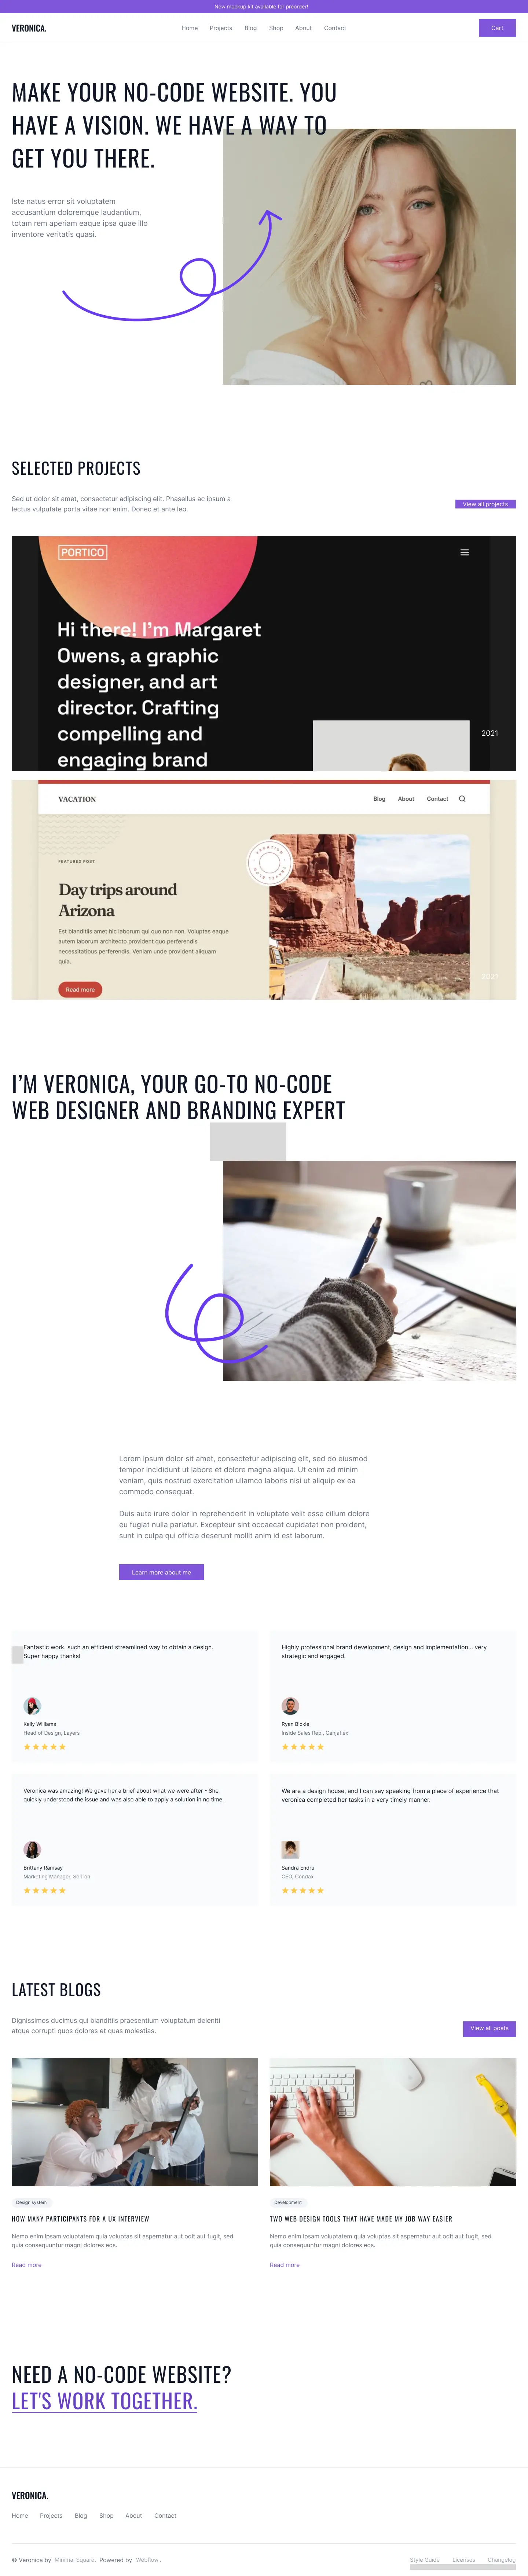 New mockup kit available for preorder!
VERONICA.
Home Projects Blog Shop About Contact
Cart
MAKE YOUR NO-CODE WEBSITE. YOU
HAVE A VISION. WE HAVE A WAY TO
GET YOU THERE.
Iste natus error sit voluptatem
accusantium doloremque laudantium,
totam rem aperiam eaque ipsa quae illo
inventore veritatis quasi.
SELECTED PROJECTS
Sed ut dolor sit amet, consectetur adipiscing elit. Phasellus ac ipsum a
lectus vulputate porta vitae non enim. Donec et ante leo.
View all projects
PORTICO
Hi there! I'm Margaret
Owens, a graphic
designer, and art
director. Crafting
compelling and
engaging brand
2021
VACATION
Blog About Contact
FEATURED POST
Day trips around
Arizona
Est blanditiis amet hic laborum qui quo non non. Voluptas eaque
autem laborum architecto provident quo perferendis
necessitatibus perferendis. Veniam unde provident aliquam
quia.
Read more
2021
I'M VERONICA, YOUR GO-TO NO-CODE
WEB DESIGNER AND BRANDING EXPERT
Lorem ipsum dolor sit amet, consectetur adipiscing elit, sed do eiusmod
tempor incididunt ut labore et dolore magna aliqua. Ut enim ad minim
veniam, quis nostrud exercitation ullamco laboris nisi ut aliquip ex ea
commodo consequat.
Duis aute irure dolor in reprehenderit in voluptate velit esse cillum dolore
eu fugiat nulla pariatur. Excepteur sint occaecat cupidatat non proident,
sunt in culpa qui officia deserunt mollit anim id est laborum.
Learn more about me
Fantastic work. such an efficient streamlined way to obtain a design.
Super happy thanks!
Kelly Williams
Head of Design, Layers
Highly professional brand development, design and implementation... very
strategic and engaged.
Ryan Bickle
Inside Sales Rep., Ganjaflex
Veronica was amazing! We gave her a brief about what we were after - She
quickly understood the issue and was also able to apply a solution in no time.
Brittany Ramsay
Marketing Manager, Sonron
We are a design house, and I can say speaking from a place of experience that
veronica completed her tasks in a very timely manner.
Sandra Endru
CEO, Condax
LATEST BLOGS
Dignissimos ducimus qui blanditiis praesentium voluptatum deleniti
atque corrupti quos dolores et quas molestias.
View all posts
Design system
HOW MANY PARTICIPANTS FOR A UX INTERVIEW
Nemo enim ipsam voluptatem quia voluptas sit aspernatur aut odit aut fugit, sed
quia consequuntur magni dolores eos.
Read more
Development
TWO WEB DESIGN TOOLS THAT HAVE MADE MY JOB WAY EASIER
Nemo enim ipsam voluptatem quia voluptas sit aspernatur aut odit aut fugit, sed
quia consequuntur magni dolores eos.
Read more
NEED A NO-CODE WEBSITE?
LET'S WORK TOGETHER.
VERONICA.
Home Projects Blog Shop About Contact
© Veronica by Minimal Square. Powered by Webflow.
Style Guide Licenses Changelog